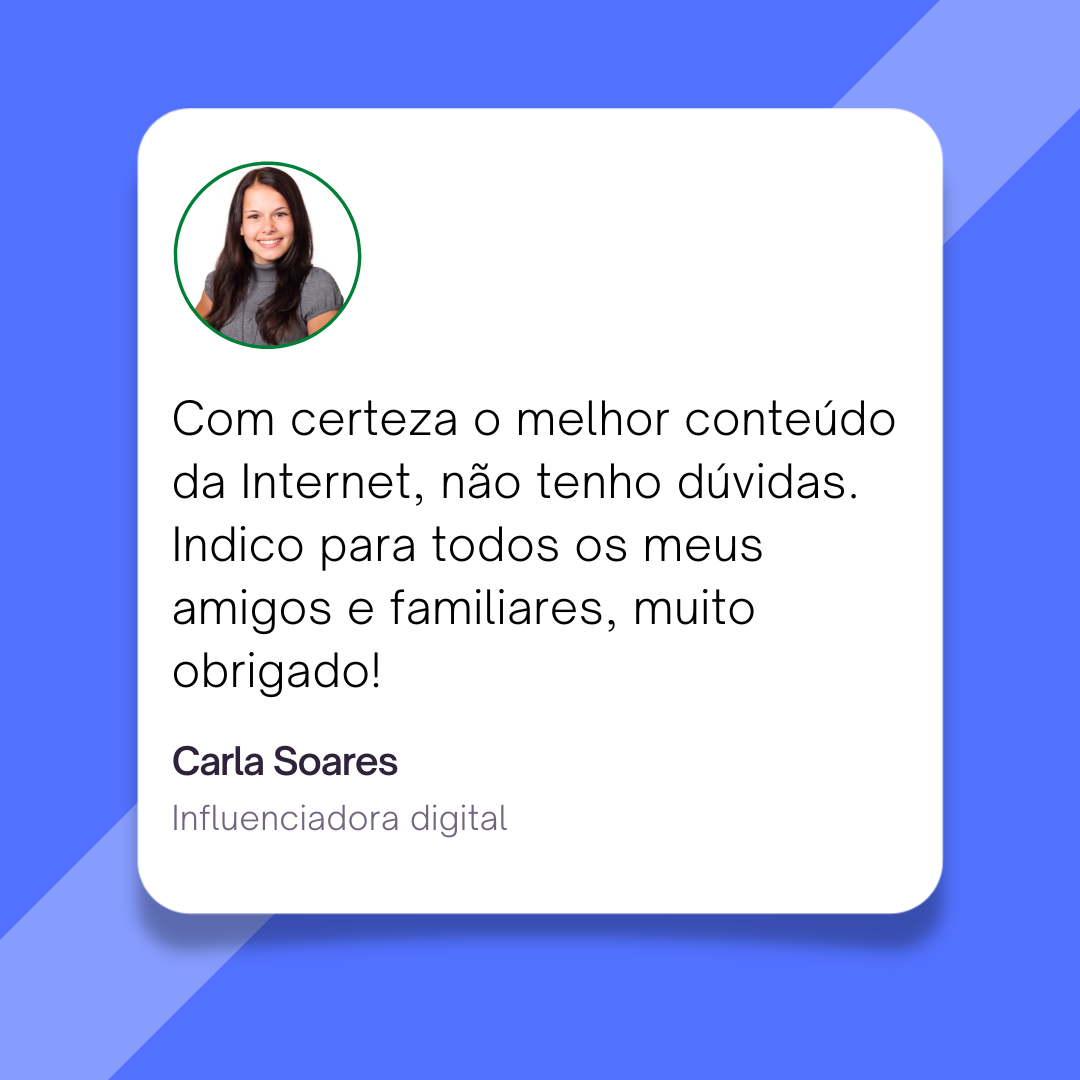 Com certeza o melhor conteúdo
da Internet, não tenho dúvidas.
Indico para todos os meus
amigos e familiares, muito
obrigado!
Carla Soares
Influenciadora digital